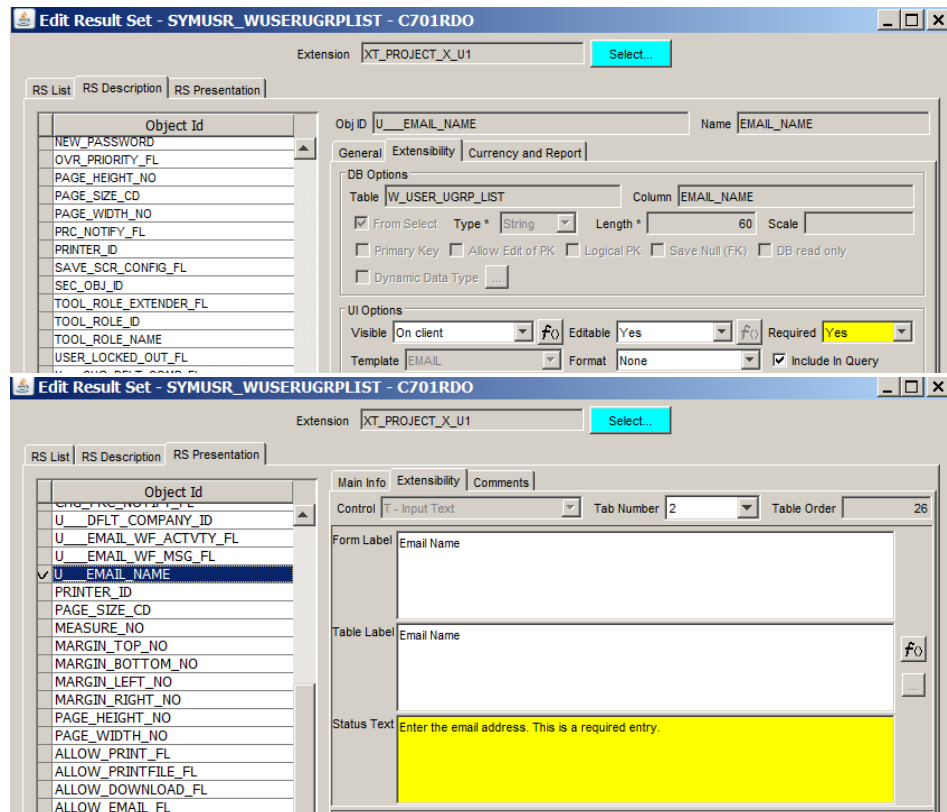 Edit Result Set - SYMUSR_WUSERUGRPLIST - C701RDO
Extension XT_PROJECT_X_U1 Select...
RS List RS Description RS Presentation
Object Id
NEW_PASSWORD
OVR_PRIORITY_FL
PAGE_HEIGHT_NO
PAGE_SIZE_CD
PAGE_WIDTH_NO
PRC_NOTIFY_FL
PRINTER_ID
SAVE_SCR_CONFIG_FL
SEC_OBJ_ID
TOOL_ROLE_EXTENDER_FL
TOOL_ROLE_ID
TOOL_ROLE_NAME
USER_LOCKED_OUT_FL
Obj ID U___EMAIL_NAME Name EMAIL_NAME
General Extensibility Currency and Report
DB Options
Table W_USER_UGRP_LIST Column EMAIL_NAME
From Select Type * String Length * 60 Scale
Primary Key Allow Edit of PK Logical PK Save Null (FK) DB read only
Dynamic Data Type ...
UI Options
Visible On client f() Editable Yes f() Required Yes
Template EMAIL Format None Include In Query
Edit Result Set - SYMUSR_WUSERUGRPLIST - C701RDO
Extension XT_PROJECT_X_U1 Select...
RS List RS Description RS Presentation
Object Id
U___DFLT_COMPANY_ID
U___EMAIL_WF_ACTVTY_FL
U___EMAIL_WF_MSG_FL
U___EMAIL_NAME
PRINTER_ID
PAGE_SIZE_CD
MEASURE_NO
MARGIN_TOP_NO
MARGIN_BOTTOM_NO
MARGIN_LEFT_NO
MARGIN_RIGHT_NO
PAGE_HEIGHT_NO
PAGE_WIDTH_NO
ALLOW_PRINT_FL
ALLOW_PRINTFILE_FL
ALLOW_DOWNLOAD_FL
ALLOW_EMAIL_FL
Main Info Extensibility Comments
Control T - Input Text Tab Number 2 Table Order 26
Form Label Email Name
Table Label Email Name
f()
...
Status Text Enter the email address. This is a required entry.